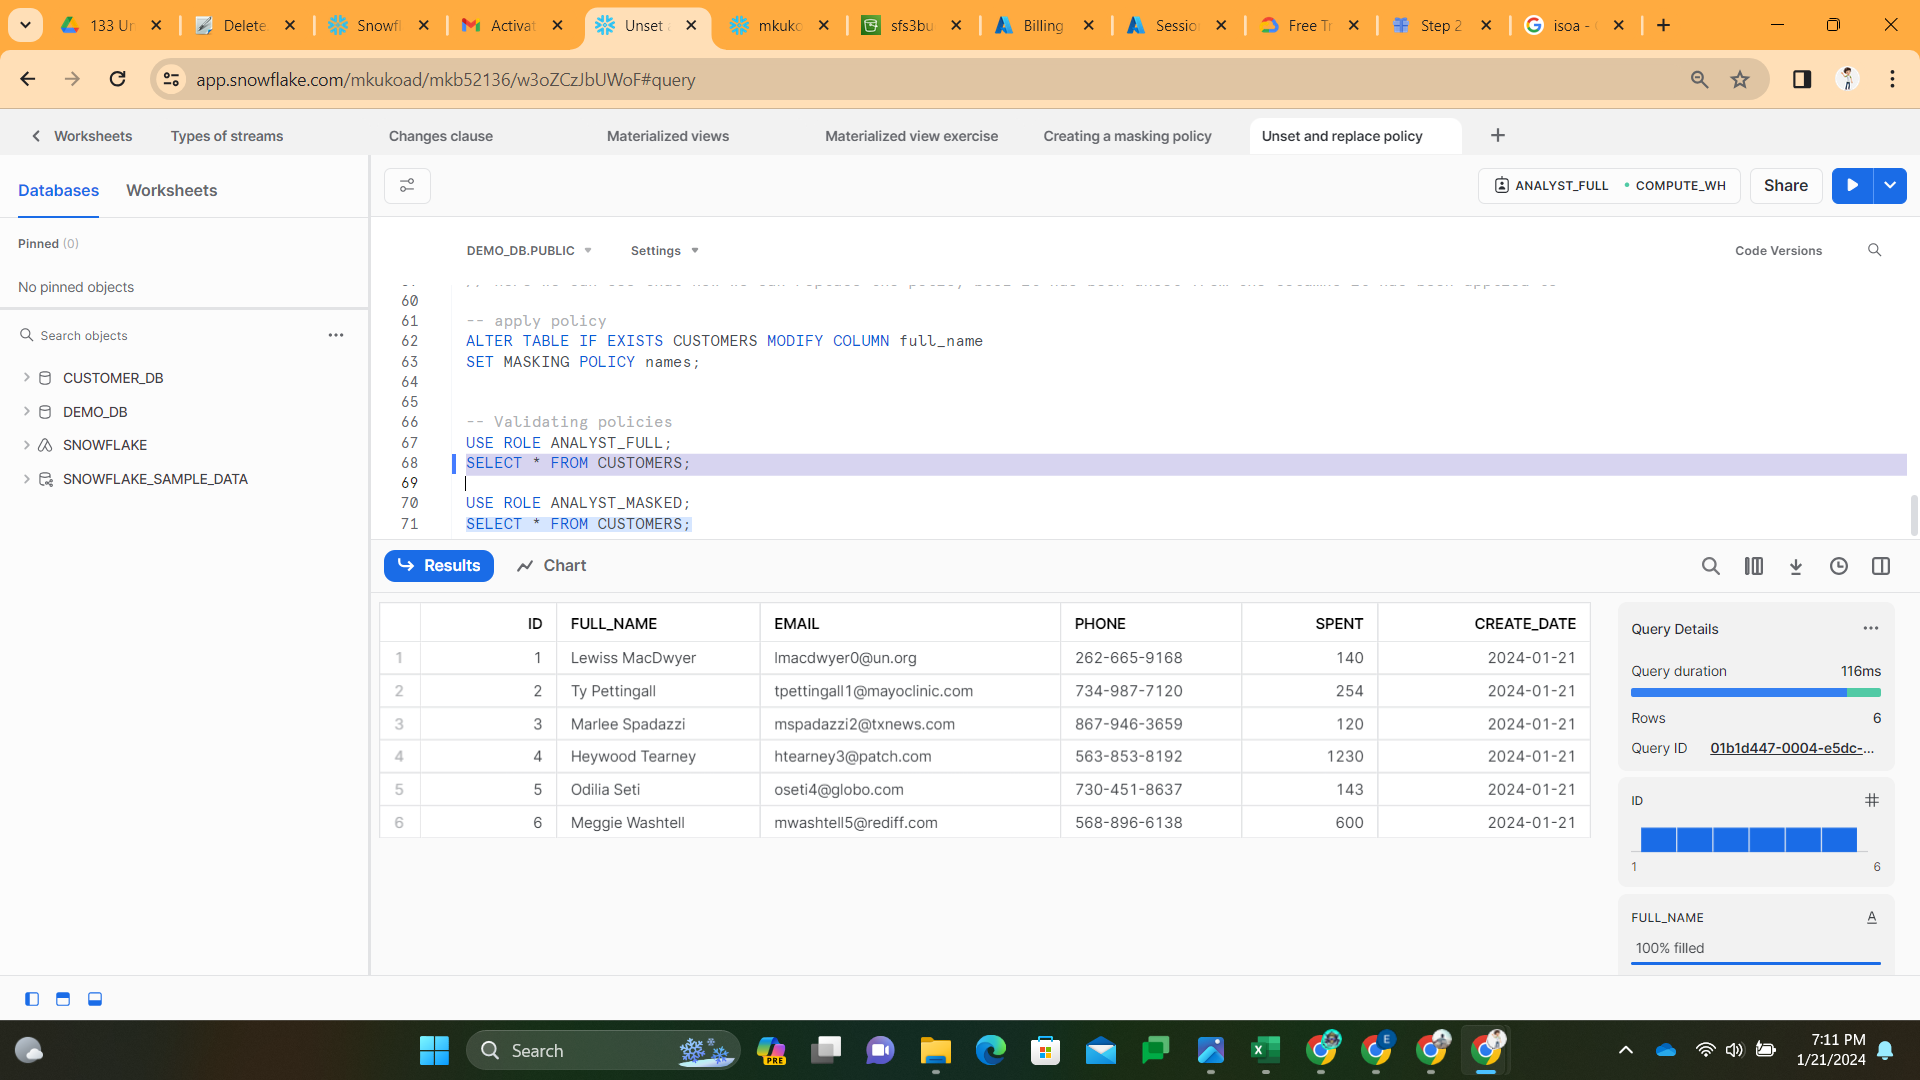 133 Un
Delete
Snowfl
Activat
Unset
mkuko
sfs3bu
Billing
Sessio
Free Tr
Step 2
isoa -
app.snowflake.com/mkukoad/mkb52136/w3oZCzJbUWoF#query
Worksheets
Types of streams
Changes clause
Materialized views
Materialized view exercise
Creating a masking policy
Unset and replace policy
Databases
Worksheets
ANALYST_FULL
COMPUTE_WH
Share
Pinned (0)
No pinned objects
DEMO_DB.PUBLIC
Settings
Code Versions
Search objects
CUSTOMER_DB
DEMO_DB
SNOWFLAKE
SNOWFLAKE_SAMPLE_DATA
60
61 -- apply policy
62 ALTER TABLE IF EXISTS CUSTOMERS MODIFY COLUMN full_name
63 SET MASKING POLICY names;
64
65
66 -- Validating policies
67 USE ROLE ANALYST_FULL;
68 SELECT * FROM CUSTOMERS;
69
70 USE ROLE ANALYST_MASKED;
71 SELECT * FROM CUSTOMERS;
Results
Chart
ID FULL_NAME EMAIL PHONE SPENT CREATE_DATE
1 1 Lewiss MacDwyer lmacdwyer0@un.org 262-665-9168 140 2024-01-21
2 2 Ty Pettingall tpettingall1@mayoclinic.com 734-987-7120 254 2024-01-21
3 3 Marlee Spadazzi mspadazzi2@txnews.com 867-946-3659 120 2024-01-21
4 4 Heywood Tearney htearney3@patch.com 563-853-8192 1230 2024-01-21
5 5 Odilia Seti oseti4@globo.com 730-451-8637 143 2024-01-21
6 6 Meggie Washtell mwashtell5@rediff.com 568-896-6138 600 2024-01-21
Query Details
Query duration 116ms
Rows 6
Query ID 01b1d447-0004-e5dc-...
ID
1 6
FULL_NAME A
100% filled
Search
PRE
E
7:11 PM
1/21/2024